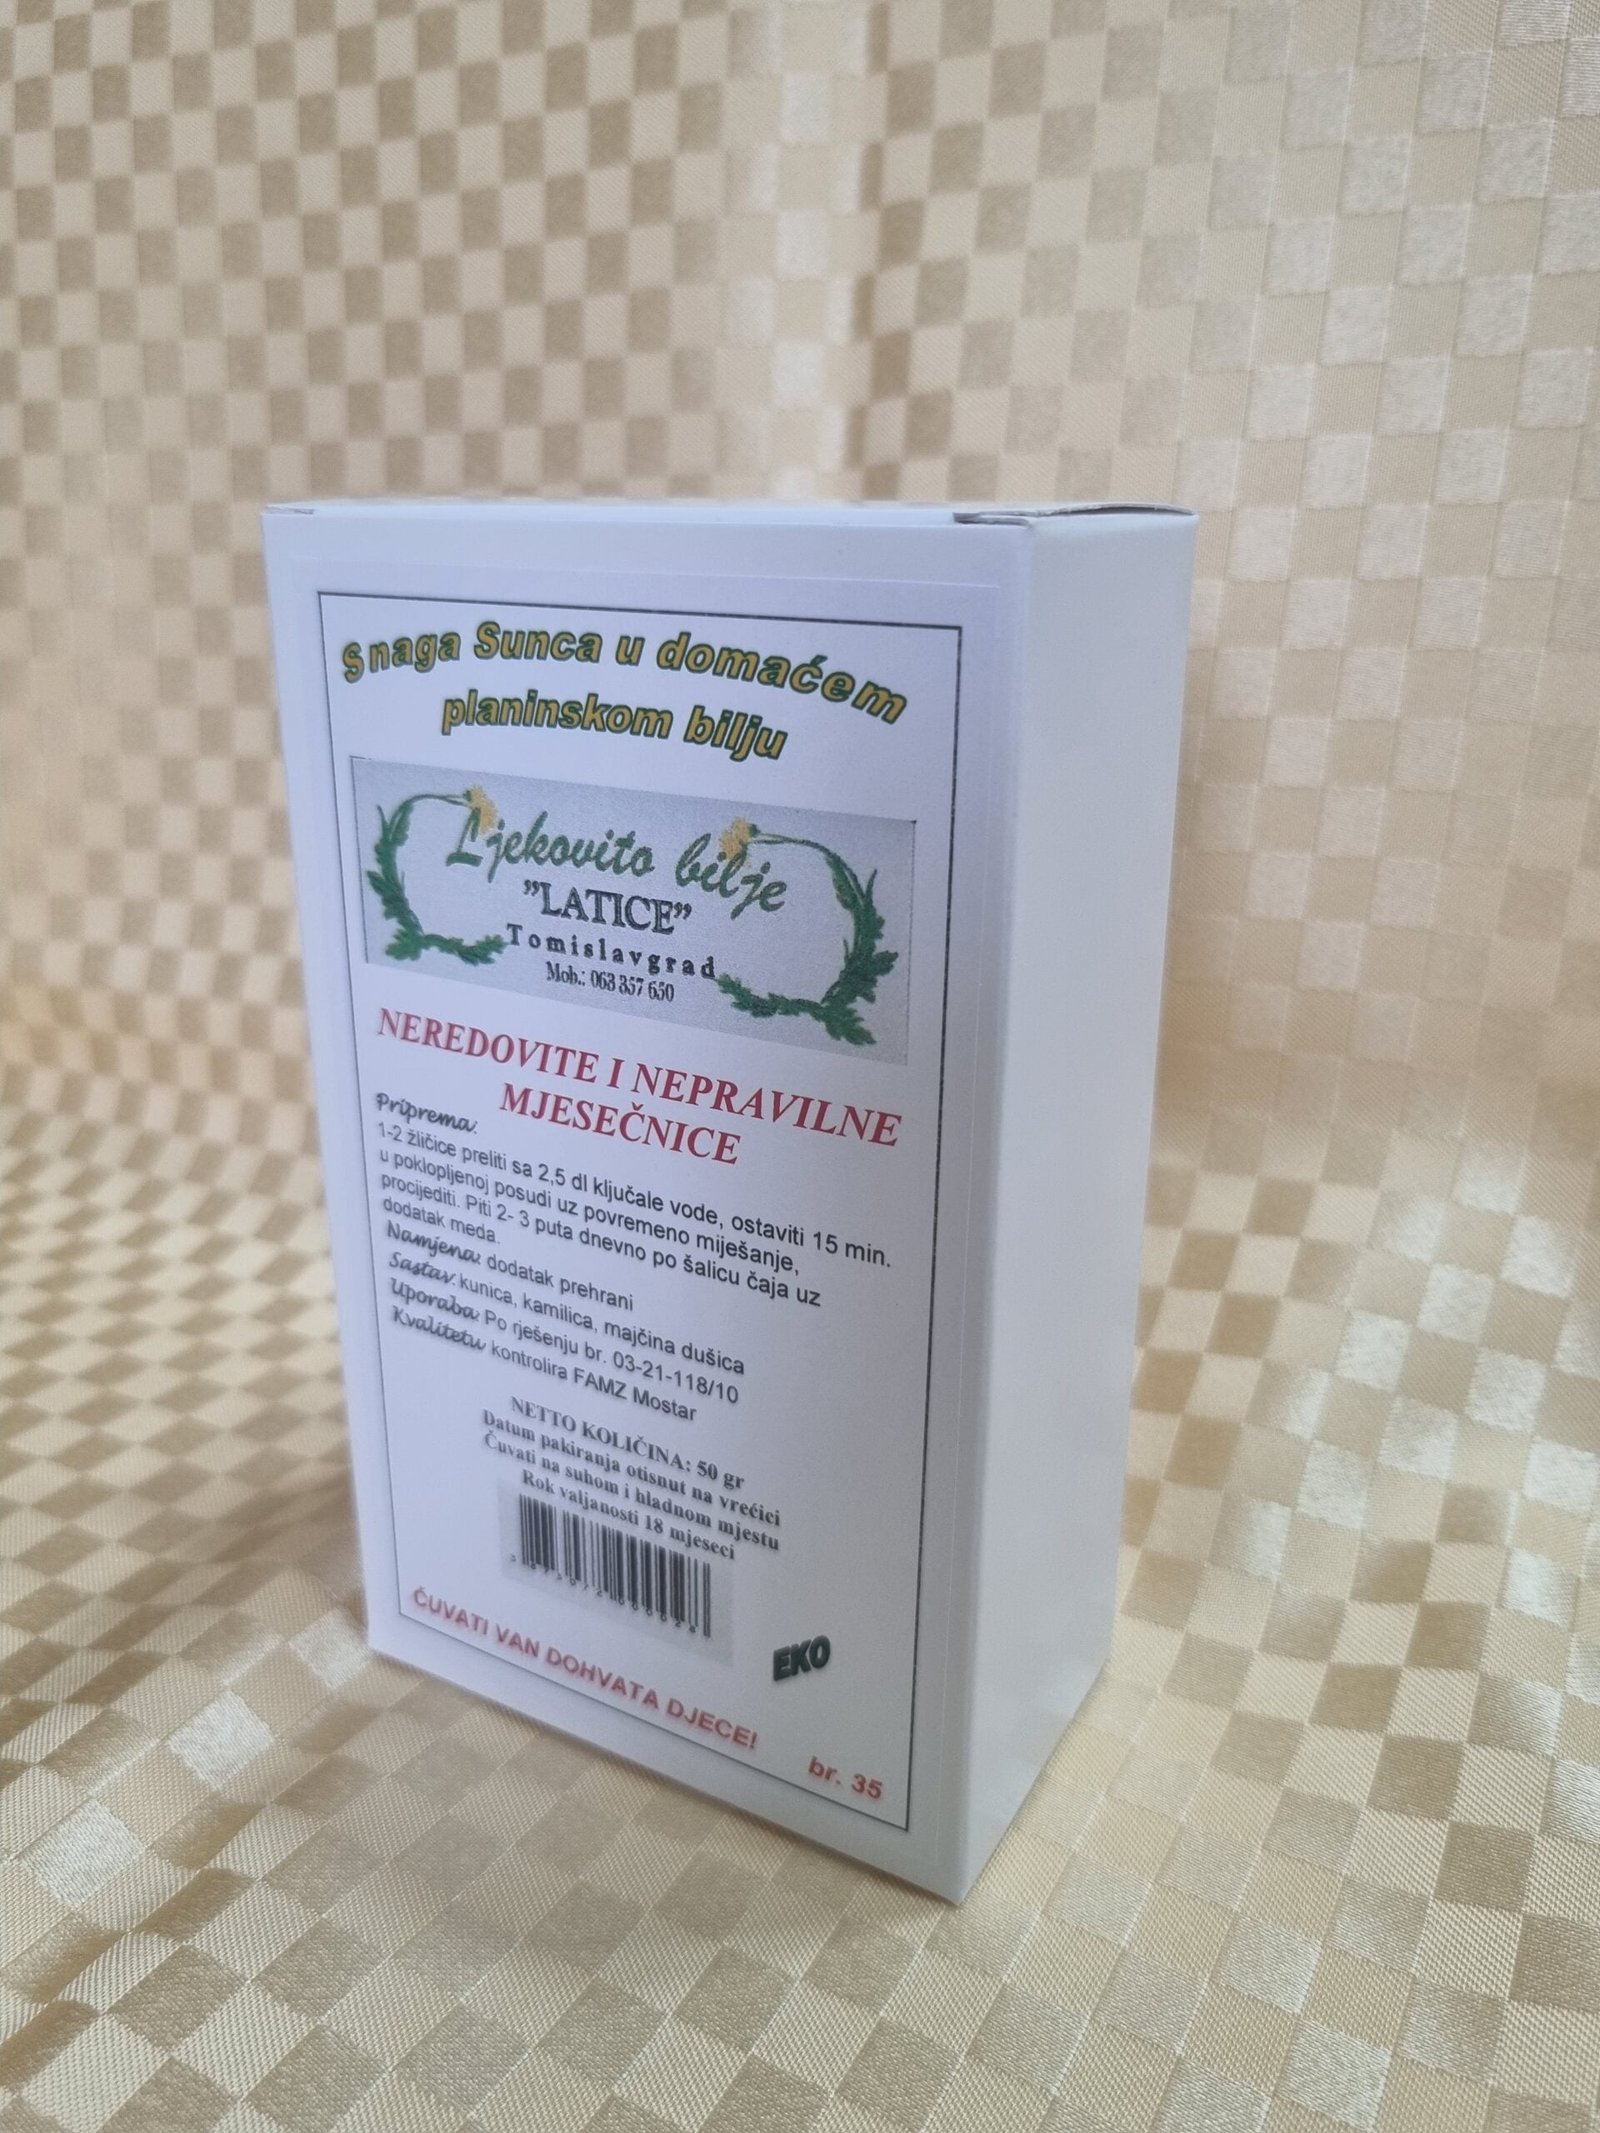 Snaga Sunca u domaćem
planinskom bilju
Ljekovito bilje
”LATICE”
Tomislavgrad
Mob.: 063 357 650
NEREDOVITE I NEPRAVILNE
MJESEČNICE
Priprema:
1-2 žličice preliti sa 2,5 dl ključale vode, ostaviti 15 min.
u poklopljenoj posudi uz povremeno miješanje,
procijediti. Piti 2- 3 puta dnevno po šalicu čaja uz
dodatak meda.
Namjena: dodatak prehrani
Sastav: kunica, kamilica, majčina dušica
Uporaba: Po rješenju br. 03-21-118/10
Kvalitetu kontrolira FAMZ Mostar
NETTO KOLIČINA: 50 gr
Datum pakiranja otisnut na vrećici
Čuvati na suhom i hladnom mjestu
Rok valjanosti 18 mjeseci
EKO
ČUVATI VAN DOHVATA DJECE!
br. 35